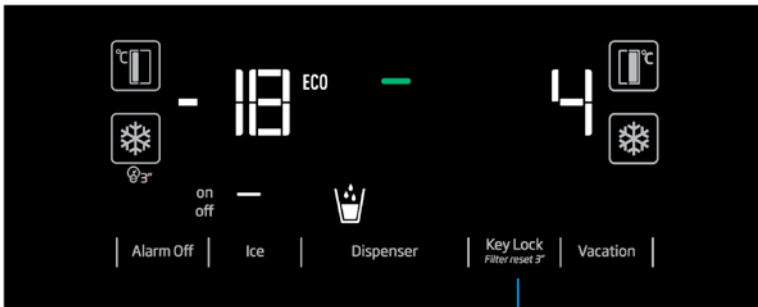 °C
-18 ECO
4
°C
3"
on
off
Alarm Off
Ice
Dispenser
Key Lock
Filter reset 3"
Vacation